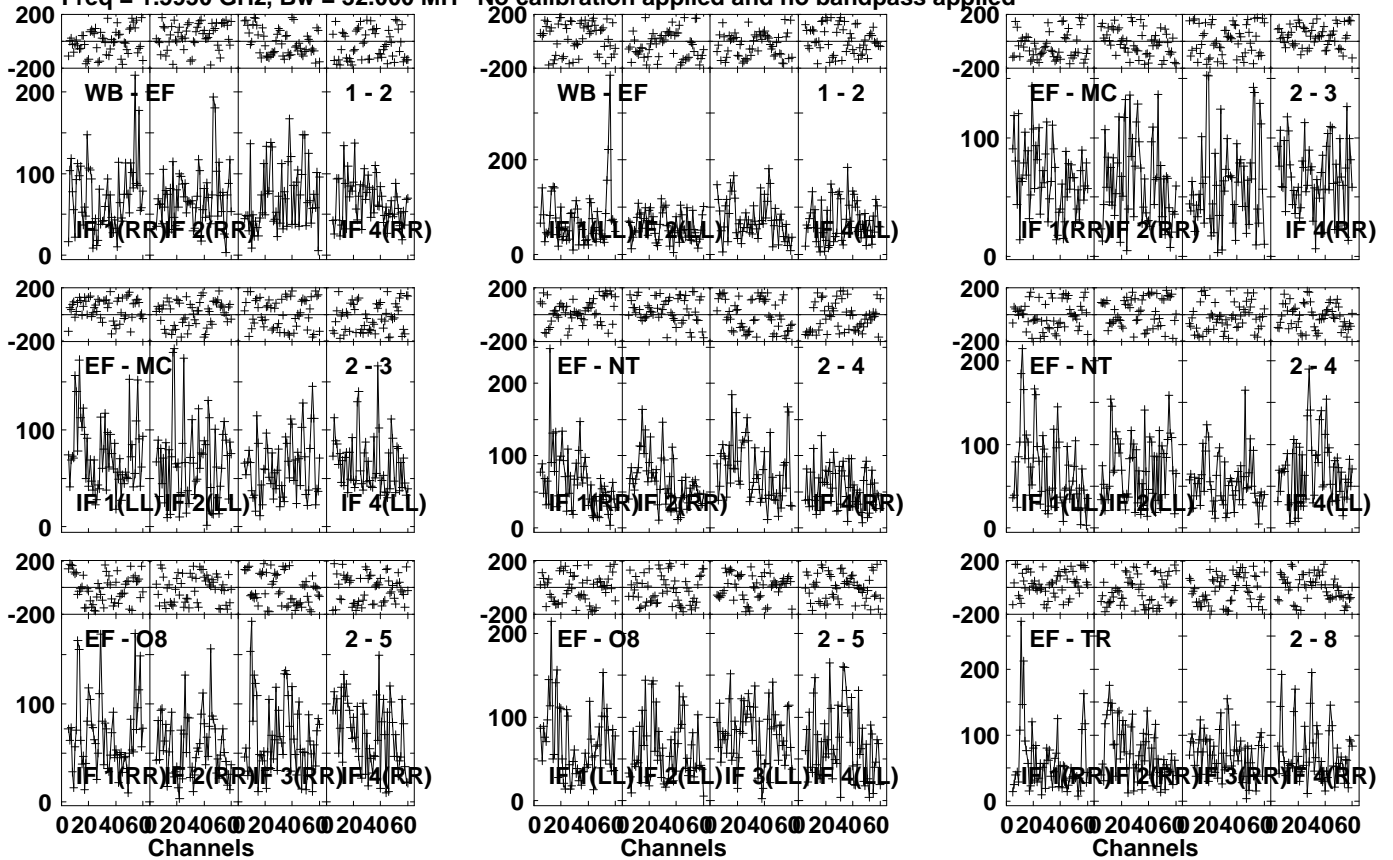 Freq = GHz, Bw = MH No calibration applied and no bandpass applied
200
-200
WB - EF 1 - 2
200
100
0
IF 1(RR) IF 2(RR) IF 4(RR)
WB - EF 1 - 2
200
0
IF 1(LL) IF 2(LL) IF 4(LL)
200
-200
EF - MC 2 - 3
100
0
IF 1(RR) IF 2(RR) IF 4(RR)
200
-200
EF - MC 2 - 3
100
0
IF 1(LL) IF 2(LL) IF 4(LL)
200
-200
EF - NT 2 - 4
200
100
0
IF 1(RR) IF 2(RR) IF 4(RR)
200
-200
EF - NT 2 - 4
200
100
0
IF 1(LL) IF 2(LL) IF 4(LL)
200
-200
EF - O8 2 - 5
100
0
IF 1(RR) IF 2(RR) IF 3(RR) IF 4(RR)
0 20 40 60 0 20 40 60 0 20 40 60 0 20 40 60
Channels
200
-200
EF - O8 2 - 5
200
100
0
IF 1(LL) IF 2(LL) IF 3(LL) IF 4(LL)
0 20 40 60 0 20 40 60 0 20 40 60 0 20 40 60
Channels
200
-200
EF - TR 2 - 8
200
100
0
IF 1(RR) IF 2(RR) IF 3(RR) IF 4(RR)
0 20 40 60 0 20 40 60 0 20 40 60 0 20 40 60
Channels